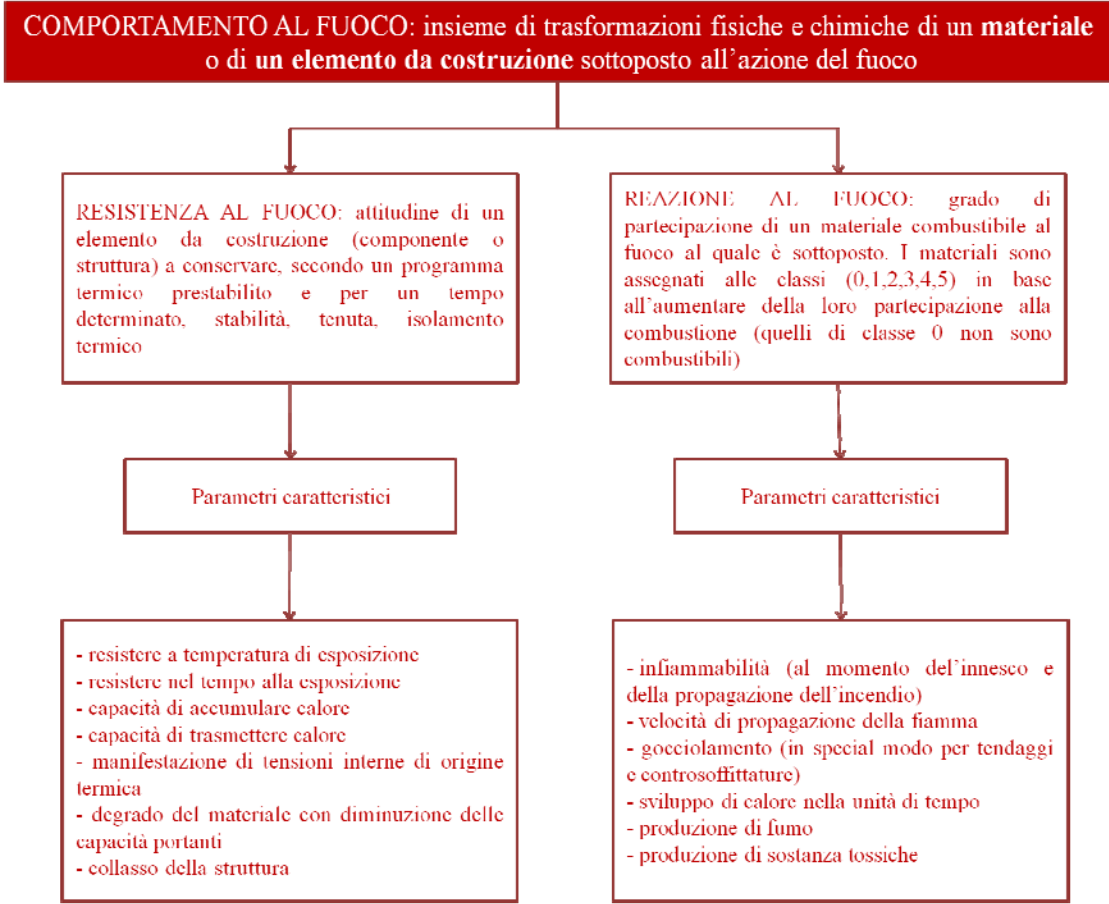 COMPORTAMENTO AL FUOCO: insieme di trasformazioni fisiche e chimiche di un materiale
o di un elemento da costruzione sottoposto all'azione del fuoco
RESISTENZA AL FUOCO: attitudine di un
elemento da costruzione (componente o
struttura) a conservare, secondo un programma
termico prestabilito e per un tempo
determinato, stabilità, tenuta, isolamento
termico
REAZIONE AL FUOCO: grado di
partecipazione di un materiale combustibile al
fuoco al quale è sottoposto. I materiali sono
assegnati alle classi (0,1,2,3,4,5) in base
all'aumentare della loro partecipazione alla
combustione (quelli di classe 0 non sono
combustibili)
Parametri caratteristici
Parametri caratteristici
- resistere a temperatura di esposizione
- resistere nel tempo alla esposizione
- capacità di accumulare calore
- capacità di trasmettere calore
- manifestazione di tensioni interne di origine
termica
- degrado del materiale con diminuzione delle
capacità portanti
- collasso della struttura
- infiammabilità (al momento del'innesco e
della propagazione dell'incendio)
- velocità di propagazione della fiamma
- gocciolamento (in special modo per tendaggi
e controsoffittature)
- sviluppo di calore nella unità di tempo
- produzione di fumo
- produzione di sostanza tossiche